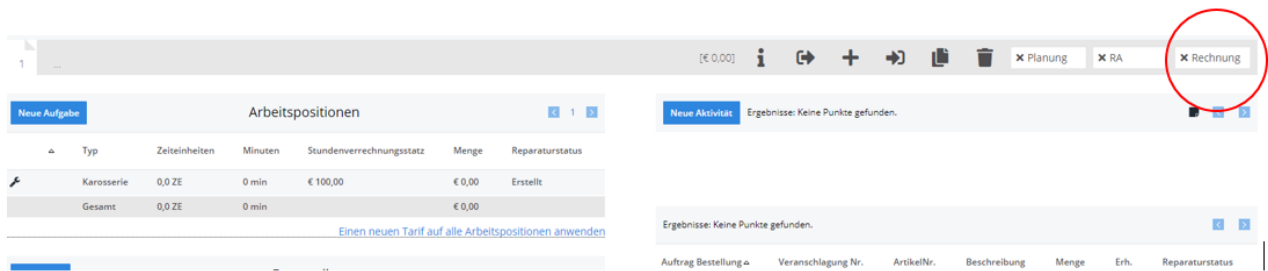 1 ... [€ 0,00] Planung RA Rechnung
Neue Aufgabe Arbeitspositionen 1
Typ Zeiteinheiten Minuten Stundenverrechnungsstatz Menge Reparaturstatus
Karosserie 0,0 ZE 0 min € 100,00 € 0,00 Erstellt
Gesamt 0,0 ZE 0 min € 0,00
Einen neuen Tarif auf alle Arbeitspositionen anwenden
Neue Aktivität Ergebnisse: Keine Punkte gefunden.
Ergebnisse: Keine Punkte gefunden.
Auftrag Bestellung Veranschlagung Nr. ArtikelNr. Beschreibung Menge Erh. Reparaturstatus